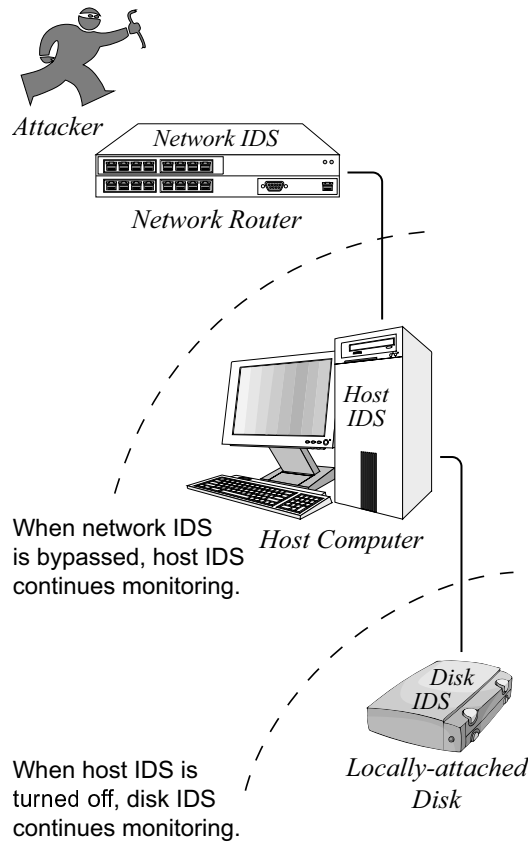 Attacker
Network IDS
Network Router
Host
IDS
When network IDS
is bypassed, host IDS
continues monitoring.
Host Computer
Disk
IDS
Locally-attached
Disk
When host IDS is
turned off, disk IDS
continues monitoring.